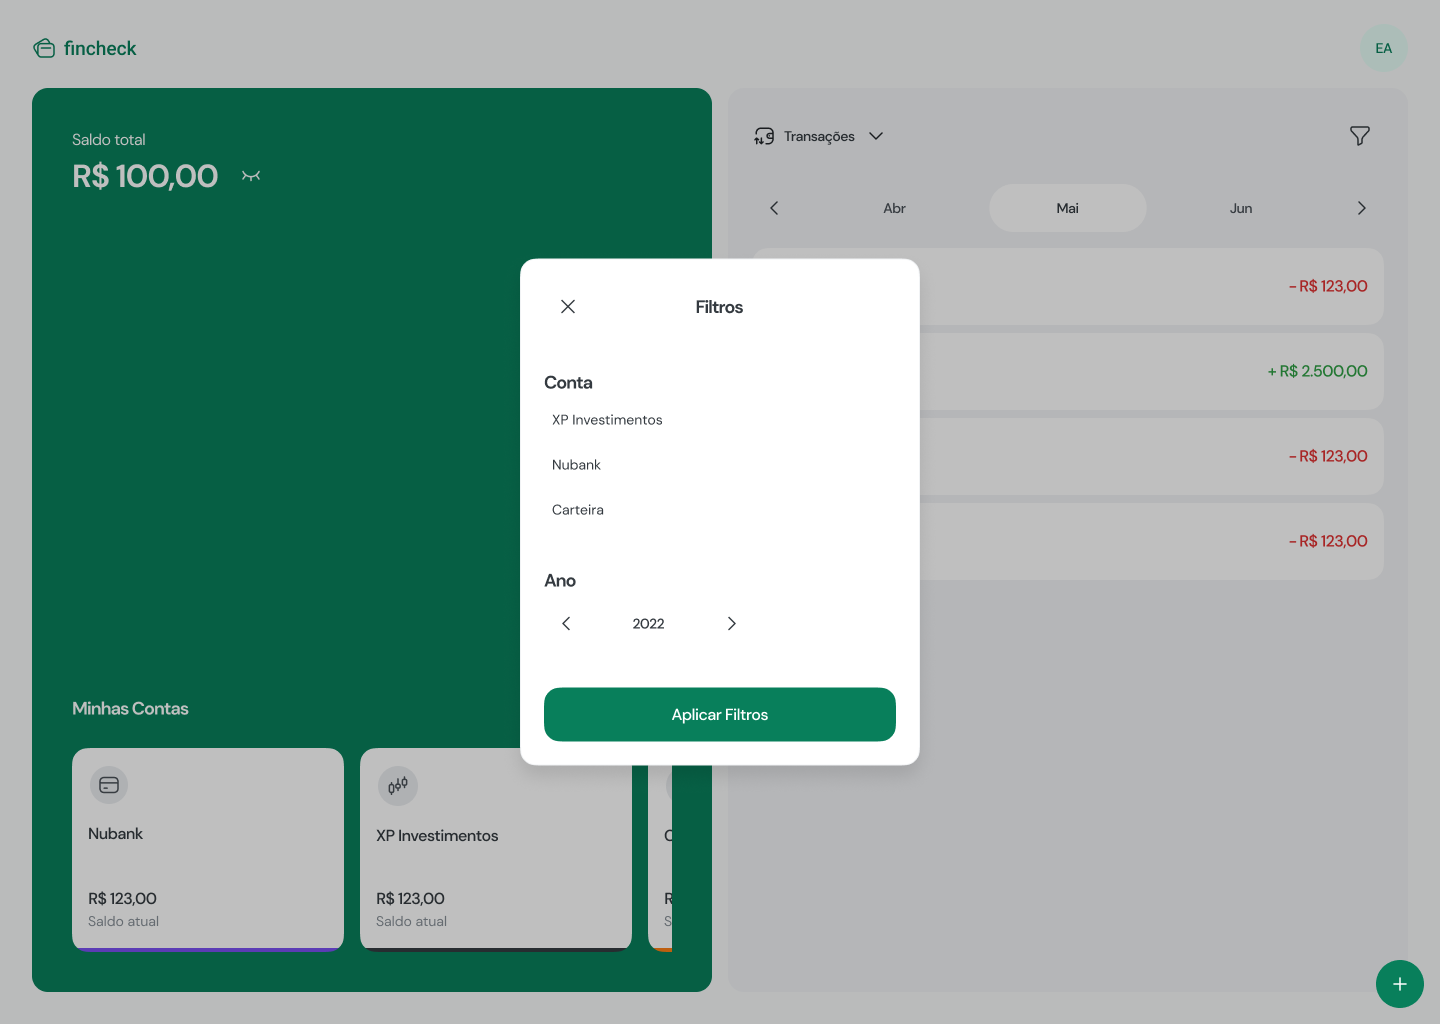 fincheck
EA
Saldo total
R$ 100,00
Transações
Abr
Mai
Jun
- R$ 123,00
+ R$ 2.500,00
- R$ 123,00
- R$ 123,00
Filtros
Conta
XP Investimentos
Nubank
Carteira
Ano
2022
Aplicar Filtros
Minhas Contas
Nubank
R$ 123,00
Saldo atual
XP Investimentos
R$ 123,00
Saldo atual